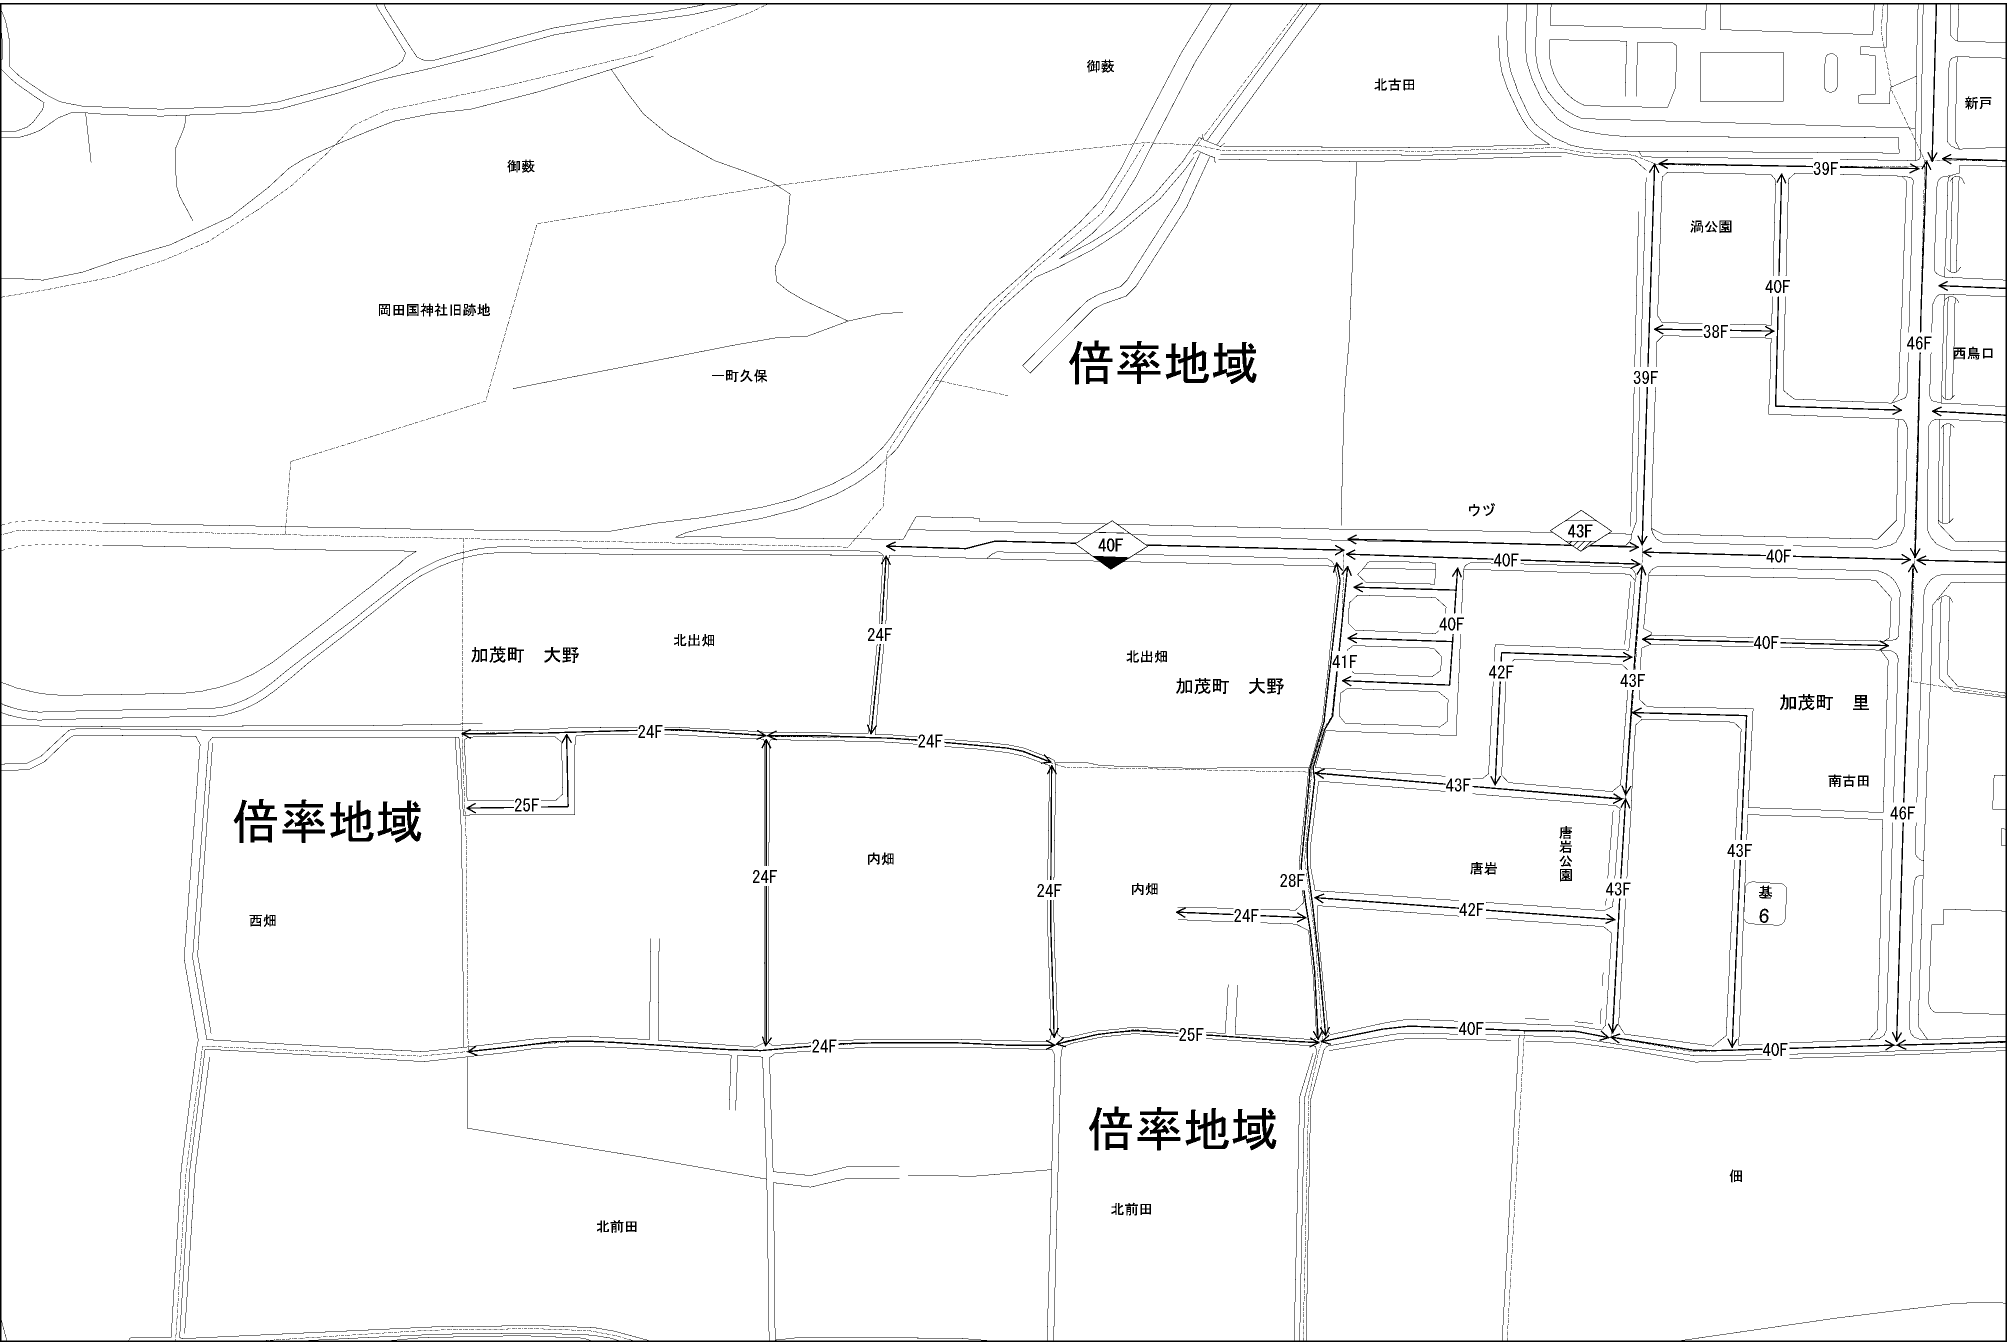 御薮
北古田
新戸
御薮
39F
渦公園
40F
岡田国神社旧跡地
38F
46F
倍率地域
西鳥口
一町久保
39F
ウヅ
43F
40F
40F
40F
40F
24F
北出畑
加茂町　大野
北出畑
40F
41F
42F
43F
加茂町　大野
加茂町　里
24F
24F
南古田
43F
25F
倍率地域
46F
唐岩公園
43F
内畑
唐岩
24F
24F
内畑
28F
43F
基
6
24F
42F
西畑
25F
40F
24F
40F
倍率地域
佃
北前田
北前田